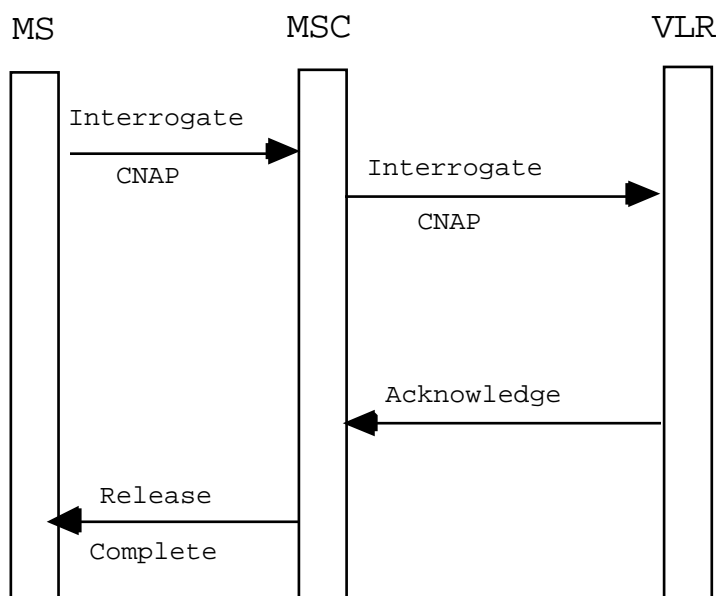 MS
MSC
VLR
Interrogate
CNAP
Interrogate
CNAP
Acknowledge
Release
Complete